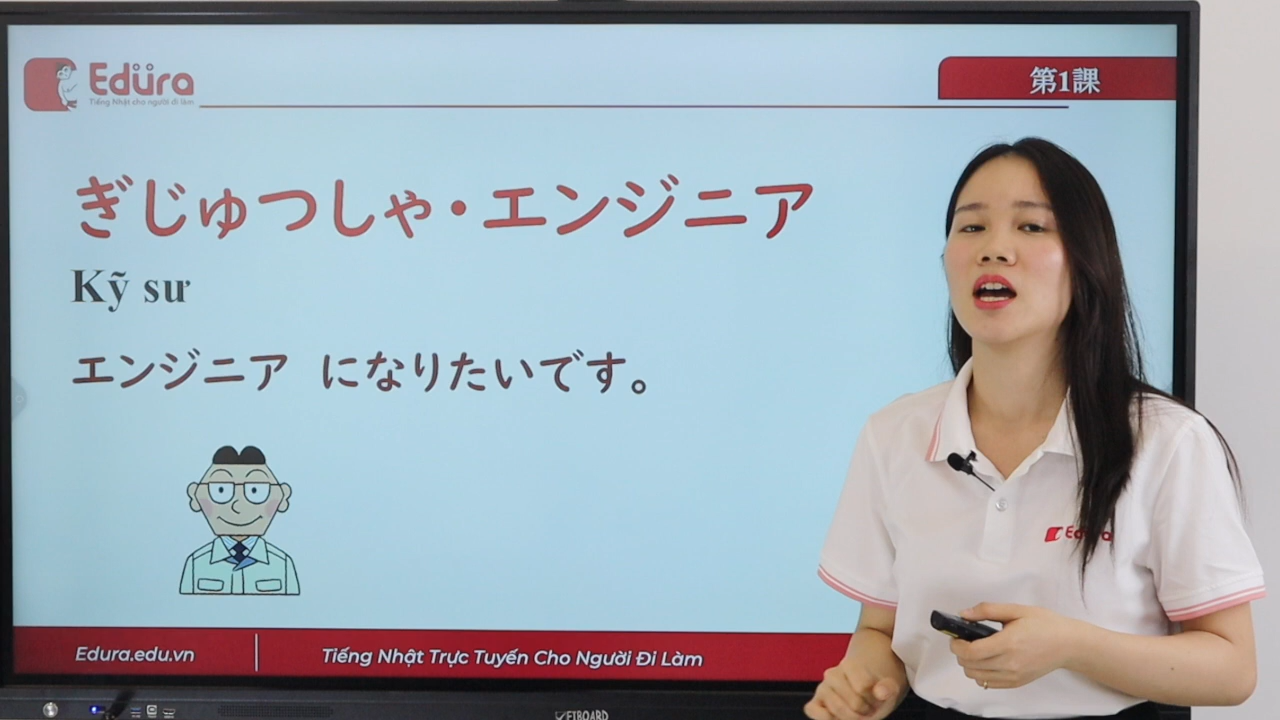 Edura
Tiếng Nhật cho người đi làm
第1課
ぎじゅつしゃ・エンジニア
Kỹ sư
エンジニア になりたいです。
Edura
Edura.edu.vn
Tiếng Nhật Trực Tuyến Cho Người Đi Làm